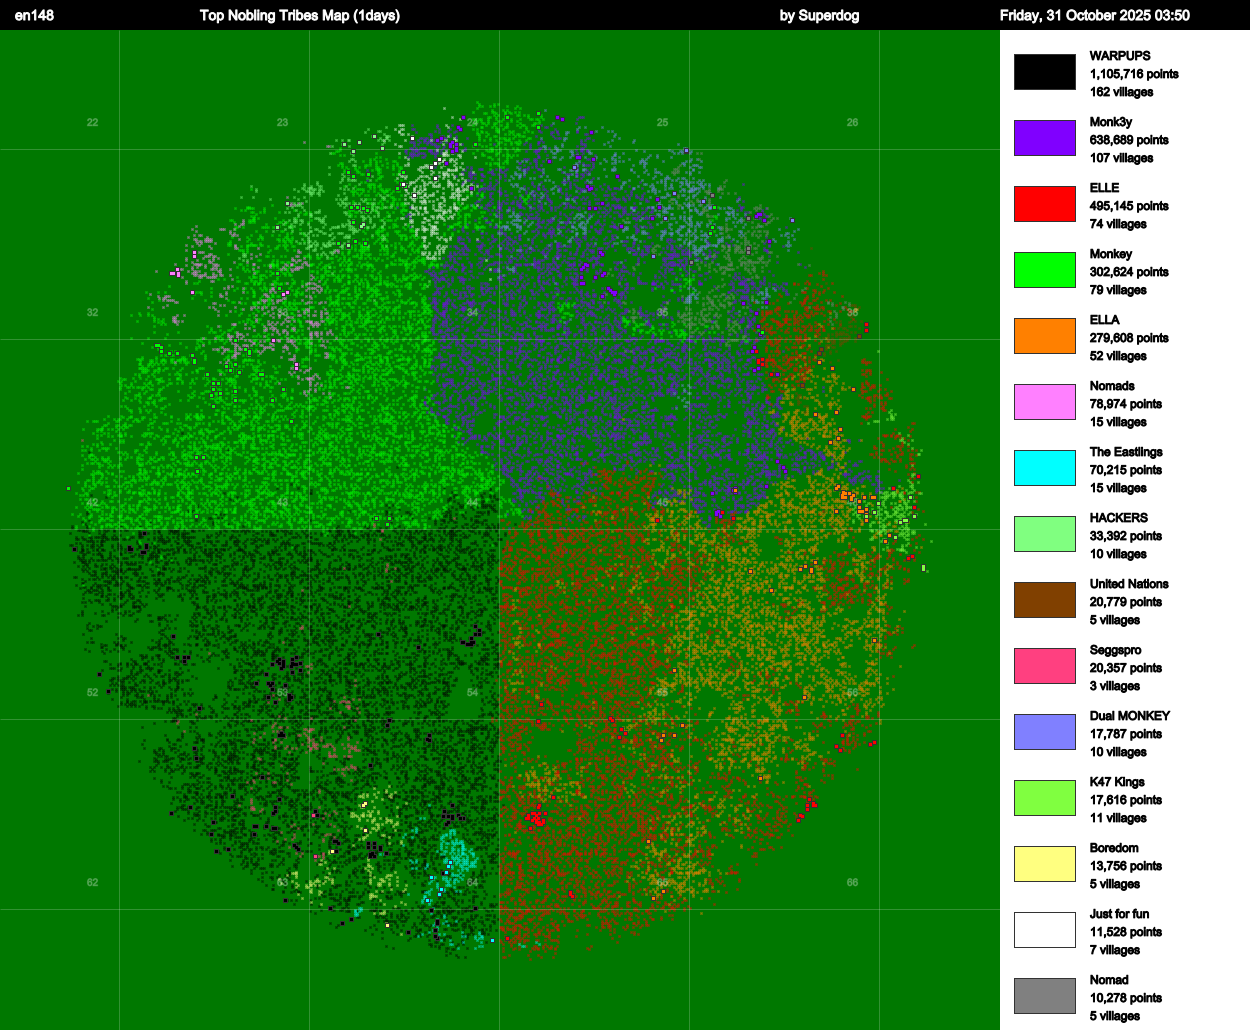 en148
Top Nobling Tribes Map (1days)
by Superdog
Friday, 31 October 2025 03:50
22
23
24
25
26
32
33
34
35
36
42
43
44
45
52
53
54
55
56
62
63
64
65
66
WARPUPS
1,105,716 points
162 villages
Monk3y
638,689 points
107 villages
ELLE
495,145 points
74 villages
Monkey
302,624 points
79 villages
ELLA
279,608 points
52 villages
Nomads
78,974 points
15 villages
The Eastlings
70,215 points
15 villages
HACKERS
33,392 points
10 villages
United Nations
20,779 points
5 villages
Seggspro
20,357 points
3 villages
Dual MONKEY
17,787 points
10 villages
K47 Kings
17,616 points
11 villages
Boredom
13,756 points
5 villages
Just for fun
11,528 points
7 villages
Nomad
10,278 points
5 villages